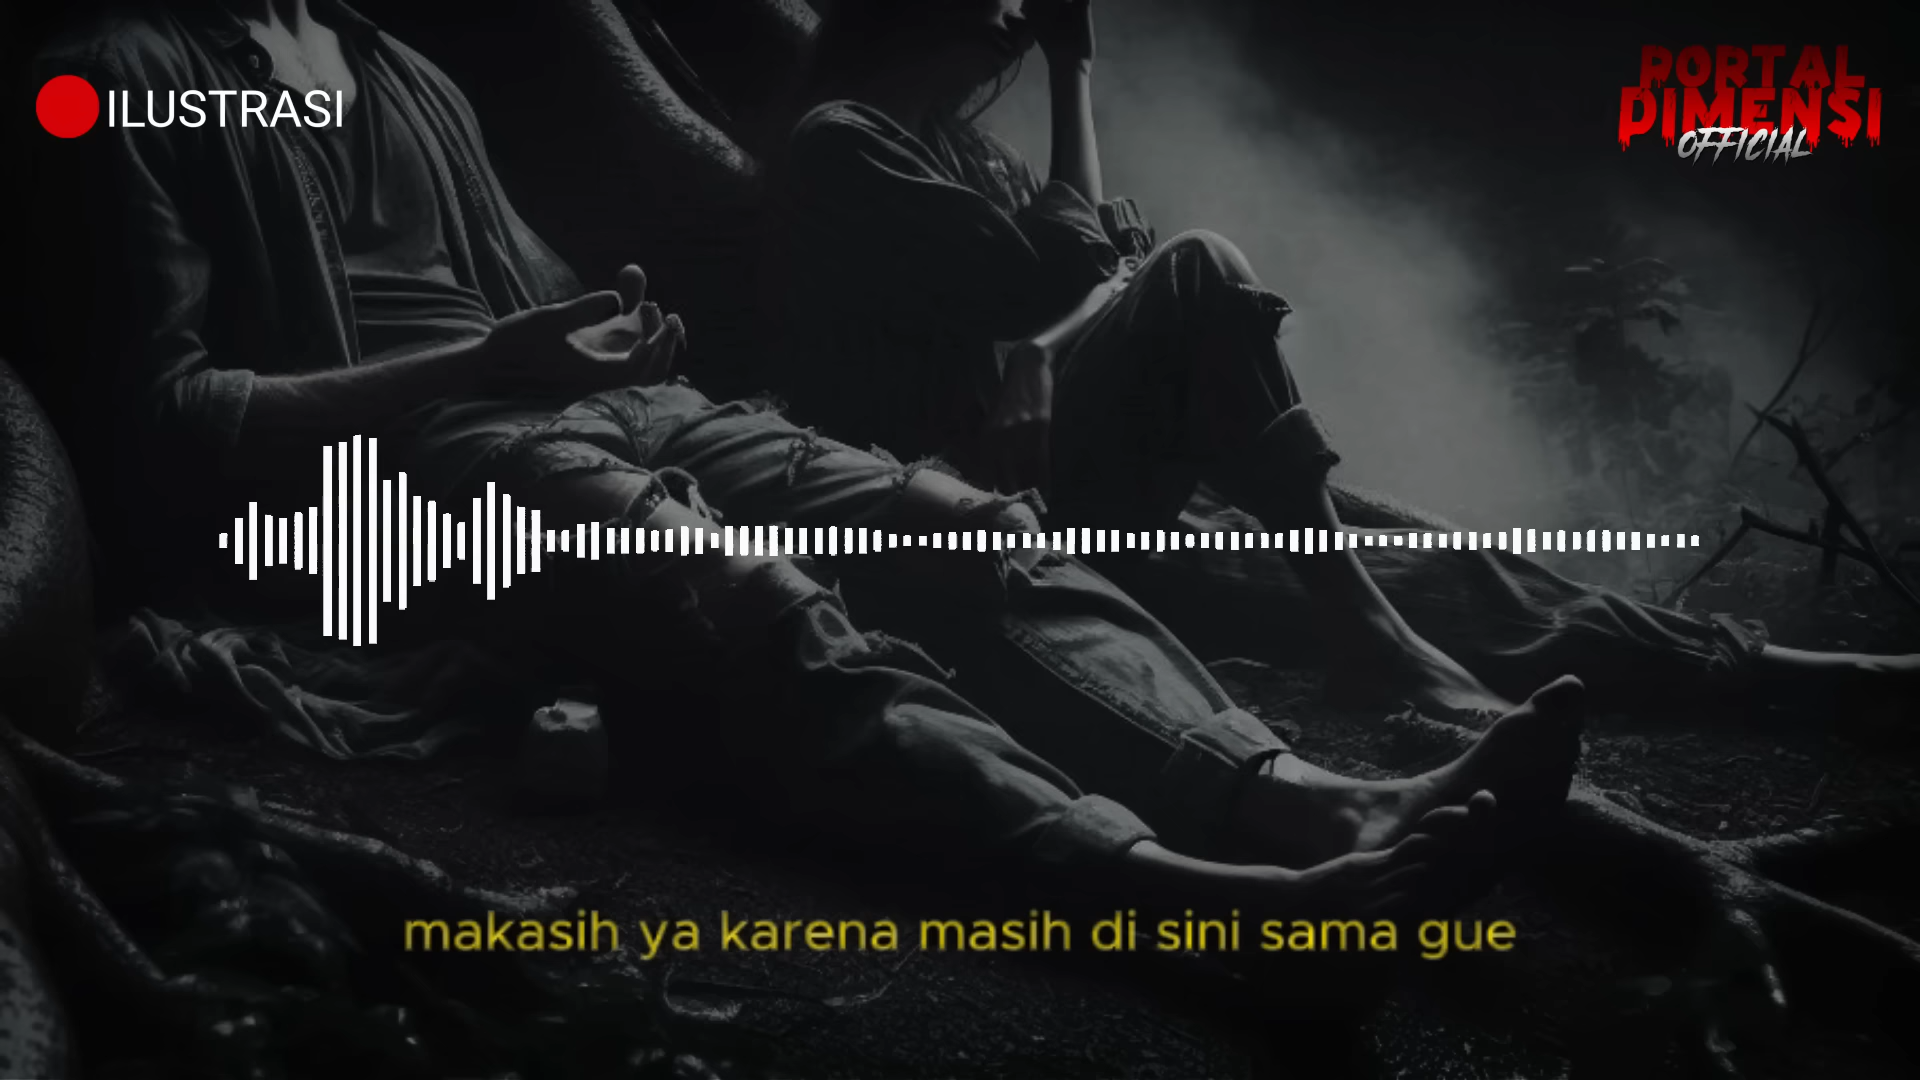 ILUSTRASI
PORTAL
DIMENSI
OFFICIAL
makasih ya karena masih di sini sama gue